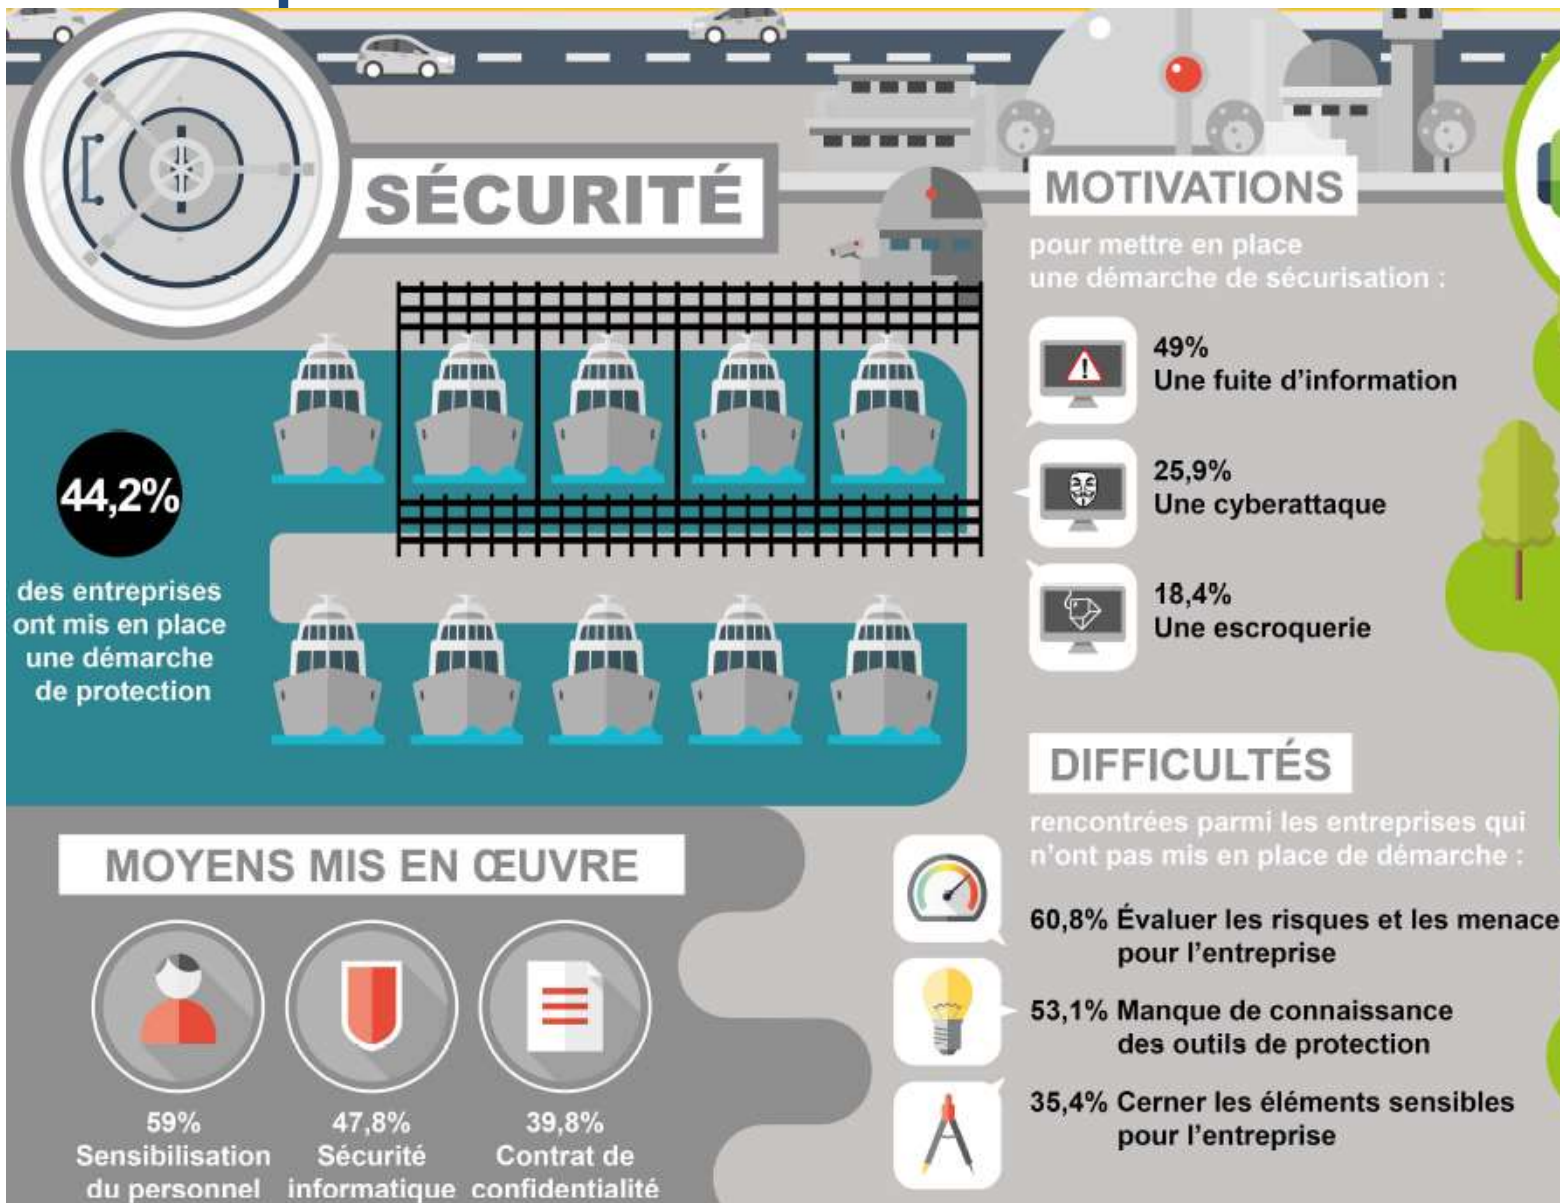 SÉCURITÉ
44,2%
des entreprises
ont mis en place
une démarche
de protection
MOYENS MIS EN ŒUVRE
59%
Sensibilisation
du personnel
47,8%
Sécurité
informatique
39,8%
Contrat de
confidentialité
MOTIVATIONS
pour mettre en place
une démarche de sécurisation :
49%
Une fuite d'information
25,9%
Une cyberattaque
18,4%
Une escroquerie
DIFFICULTÉS
rencontrées parmi les entreprises qui
n'ont pas mis en place de démarche :
60,8% Évaluer les risques et les menace
pour l'entreprise
53,1% Manque de connaissance
des outils de protection
35,4% Cerner les éléments sensibles
pour l'entreprise